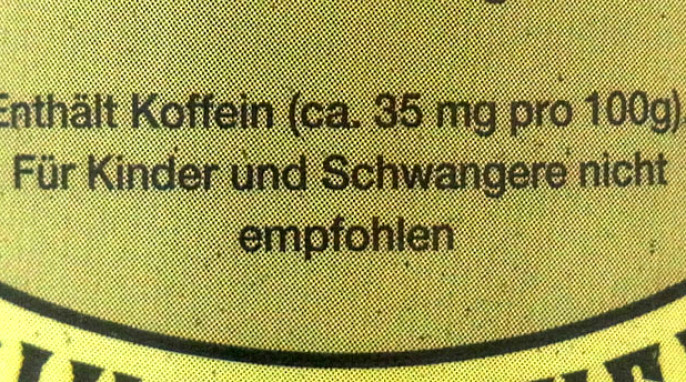 Enthält Koffein (ca. 35 mg pro 100g).
Für Kinder und Schwangere nicht
empfohlen